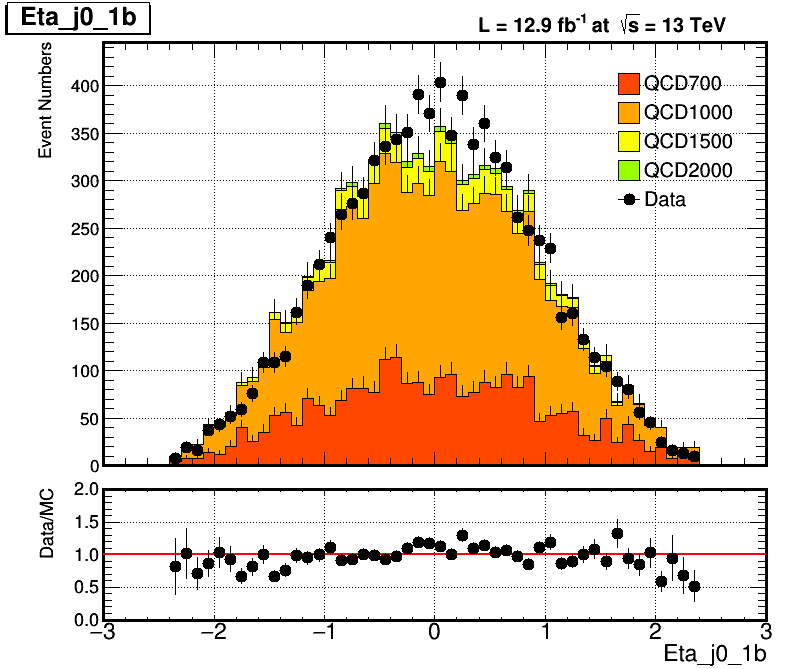 Eta_j0_1b
L = 12.9 fb⁻¹ at √s = 13 TeV
Event Numbers
400
350
300
250
200
150
100
50
0
QCD700
QCD1000
QCD1500
QCD2000
Data
Data/MC
2.0
1.5
1.0
0.5
0.0
−3 −2 −1 0 1 2 3
Eta_j0_1b